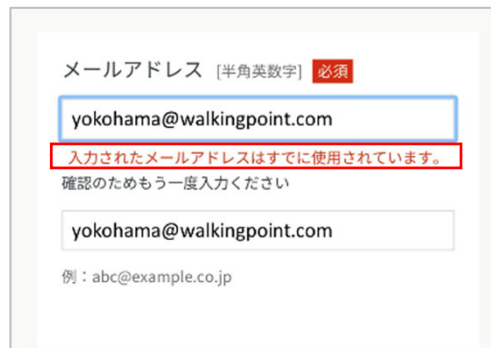 メールアドレス [半角英数字] 必須
yokohama@walkingpoint.com
入力されたメールアドレスはすでに使用されています。
確認のためもう一度入力ください
yokohama@walkingpoint.com
例：abc@example.co.jp